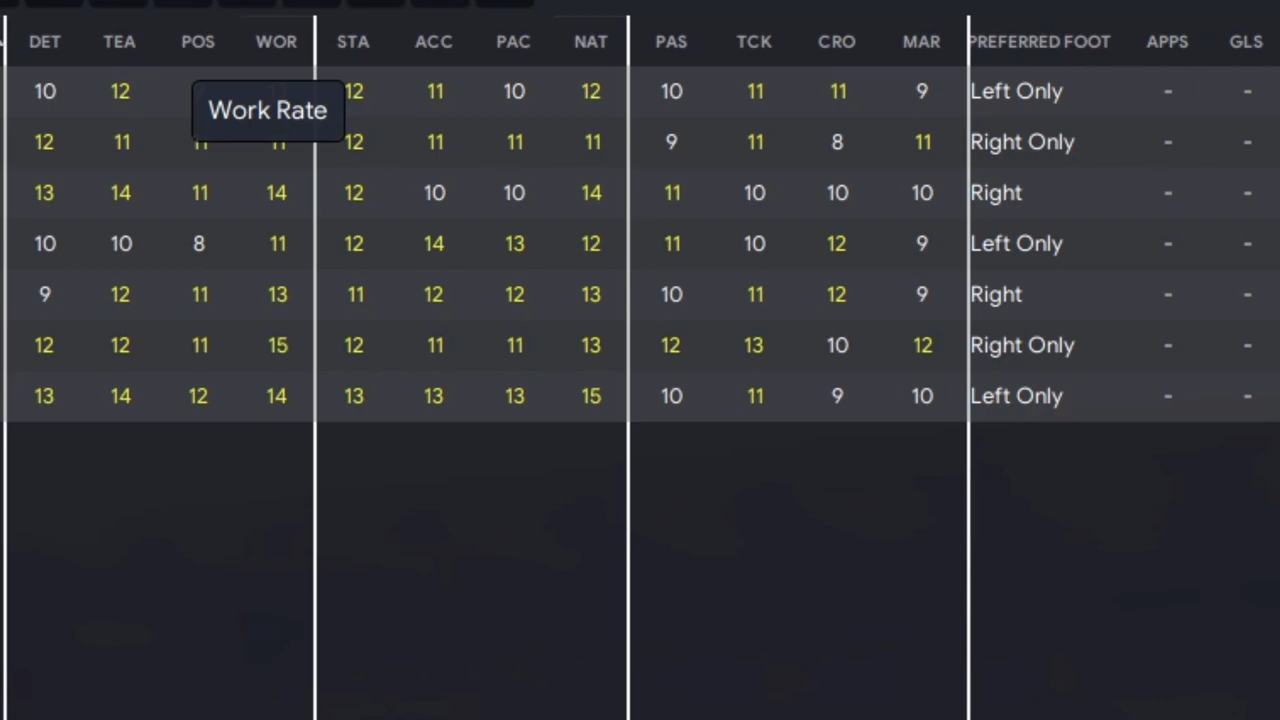 DET TEA POS WOR STA ACC PAC NAT PAS TCK CRO MAR PREFERRED FOOT APPS GLS
10 12 12 11 10 12 10 11 11 9 Left Only - -
Work Rate
12 11 11 11 12 11 11 11 9 11 8 11 Right Only - -
13 14 11 14 12 10 10 14 11 10 10 10 Right - -
10 10 8 11 12 14 13 12 11 10 12 9 Left Only - -
9 12 11 13 11 12 12 13 10 11 12 9 Right - -
12 12 11 15 12 11 11 13 12 13 10 12 Right Only - -
13 14 12 14 13 13 13 15 10 11 9 10 Left Only - -